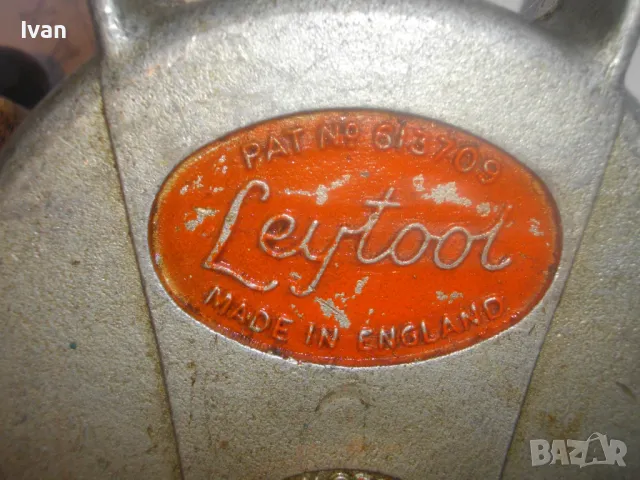 Ivan
PAT Nº 613709
Leytool
MADE IN ENGLAND
BAZAR